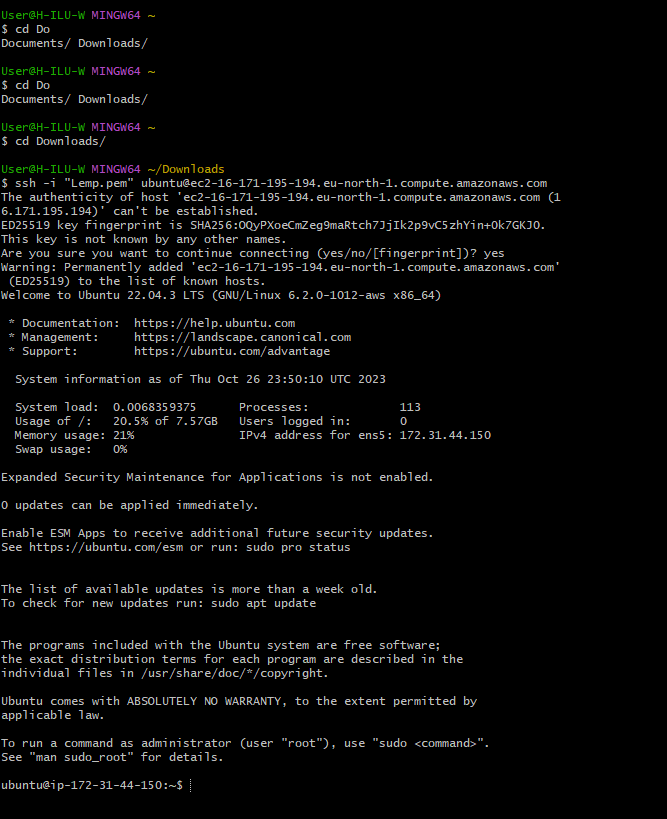 User@H-ILU-W MINGW64 ~
$ cd Do
Documents/ Downloads/
User@H-ILU-W MINGW64 ~
$ cd Do
Documents/ Downloads/
User@H-ILU-W MINGW64 ~
$ cd Downloads/
User@H-ILU-W MINGW64 ~/Downloads
$ ssh -i "Lemp.pem" ubuntu@ec2-16-171-195-194.eu-north-1.compute.amazonaws.com
The authenticity of host 'ec2-16-171-195-194.eu-north-1.compute.amazonaws.com (1
6.171.195.194)' can't be established.
ED25519 key fingerprint is SHA256:OQyPXoeCmZeg9maRtch7JjIk2p9vC5zhYin+Ok7GKJ0.
This key is not known by any other names.
Are you sure you want to continue connecting (yes/no/[fingerprint])? yes
Warning: Permanently added 'ec2-16-171-195-194.eu-north-1.compute.amazonaws.com'
 (ED25519) to the list of known hosts.
Welcome to Ubuntu 22.04.3 LTS (GNU/Linux 6.2.0-1012-aws x86_64)
 * Documentation:  https://help.ubuntu.com
 * Management:     https://landscape.canonical.com
 * Support:        https://ubuntu.com/advantage
  System information as of Thu Oct 26 23:50:10 UTC 2023
  System load:  0.0068359375      Processes:             113
  Usage of /:   20.5% of 7.57GB   Users logged in:       0
  Memory usage: 21%               IPv4 address for ens5: 172.31.44.150
  Swap usage:   0%
Expanded Security Maintenance for Applications is not enabled.
0 updates can be applied immediately.
Enable ESM Apps to receive additional future security updates.
See https://ubuntu.com/esm or run: sudo pro status
The list of available updates is more than a week old.
To check for new updates run: sudo apt update
The programs included with the Ubuntu system are free software;
the exact distribution terms for each program are described in the
individual files in /usr/share/doc/*/copyright.
Ubuntu comes with ABSOLUTELY NO WARRANTY, to the extent permitted by
applicable law.
To run a command as administrator (user "root"), use "sudo <command>".
See "man sudo_root" for details.
ubuntu@ip-172-31-44-150:~$